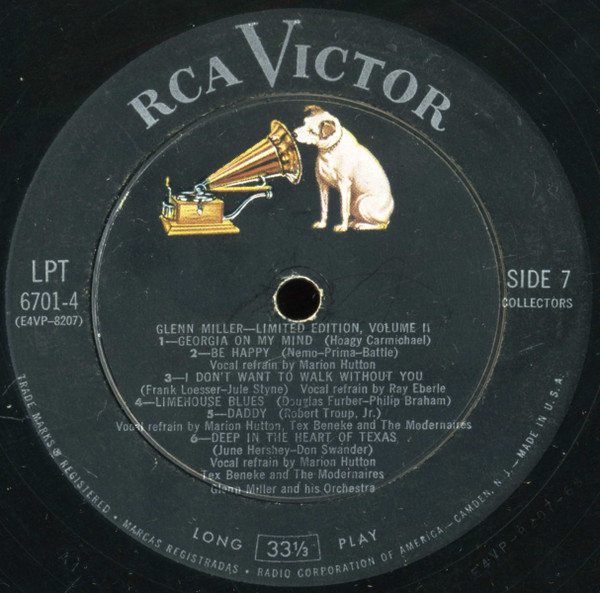 RCA VICTOR
LPT
6701-4
(E4VP-8207)
SIDE 7
COLLECTORS
GLENN MILLER—LIMITED EDITION, VOLUME II
1—GEORGIA ON MY MIND (Hoagy Carmichael)
2—BE HAPPY (Nemo-Prima-Battle)
Vocal refrain by Marion Hutton
3—I DON'T WANT TO WALK WITHOUT YOU
(Frank Loesser-Jule Styne) Vocal refrain by Ray Eberle
4—LIMEHOUSE BLUES (Douglas Furber-Philip Braham)
5—DADDY (Robert Troup, Jr.)
Vocal refrain by Marion Hutton, Tex Beneke and The Modernaires
6—DEEP IN THE HEART OF TEXAS
(June Hershey-Don Swander)
Vocal refrain by Marion Hutton
Tex Beneke and The Modernaires
Glenn Miller and his Orchestra
LONG 33⅓ PLAY
TRADE MARKS ® REGISTERED • MARCAS REGISTRADAS • RADIO CORPORATION OF AMERICA—CAMDEN, N. J.—MADE IN U.S.A.